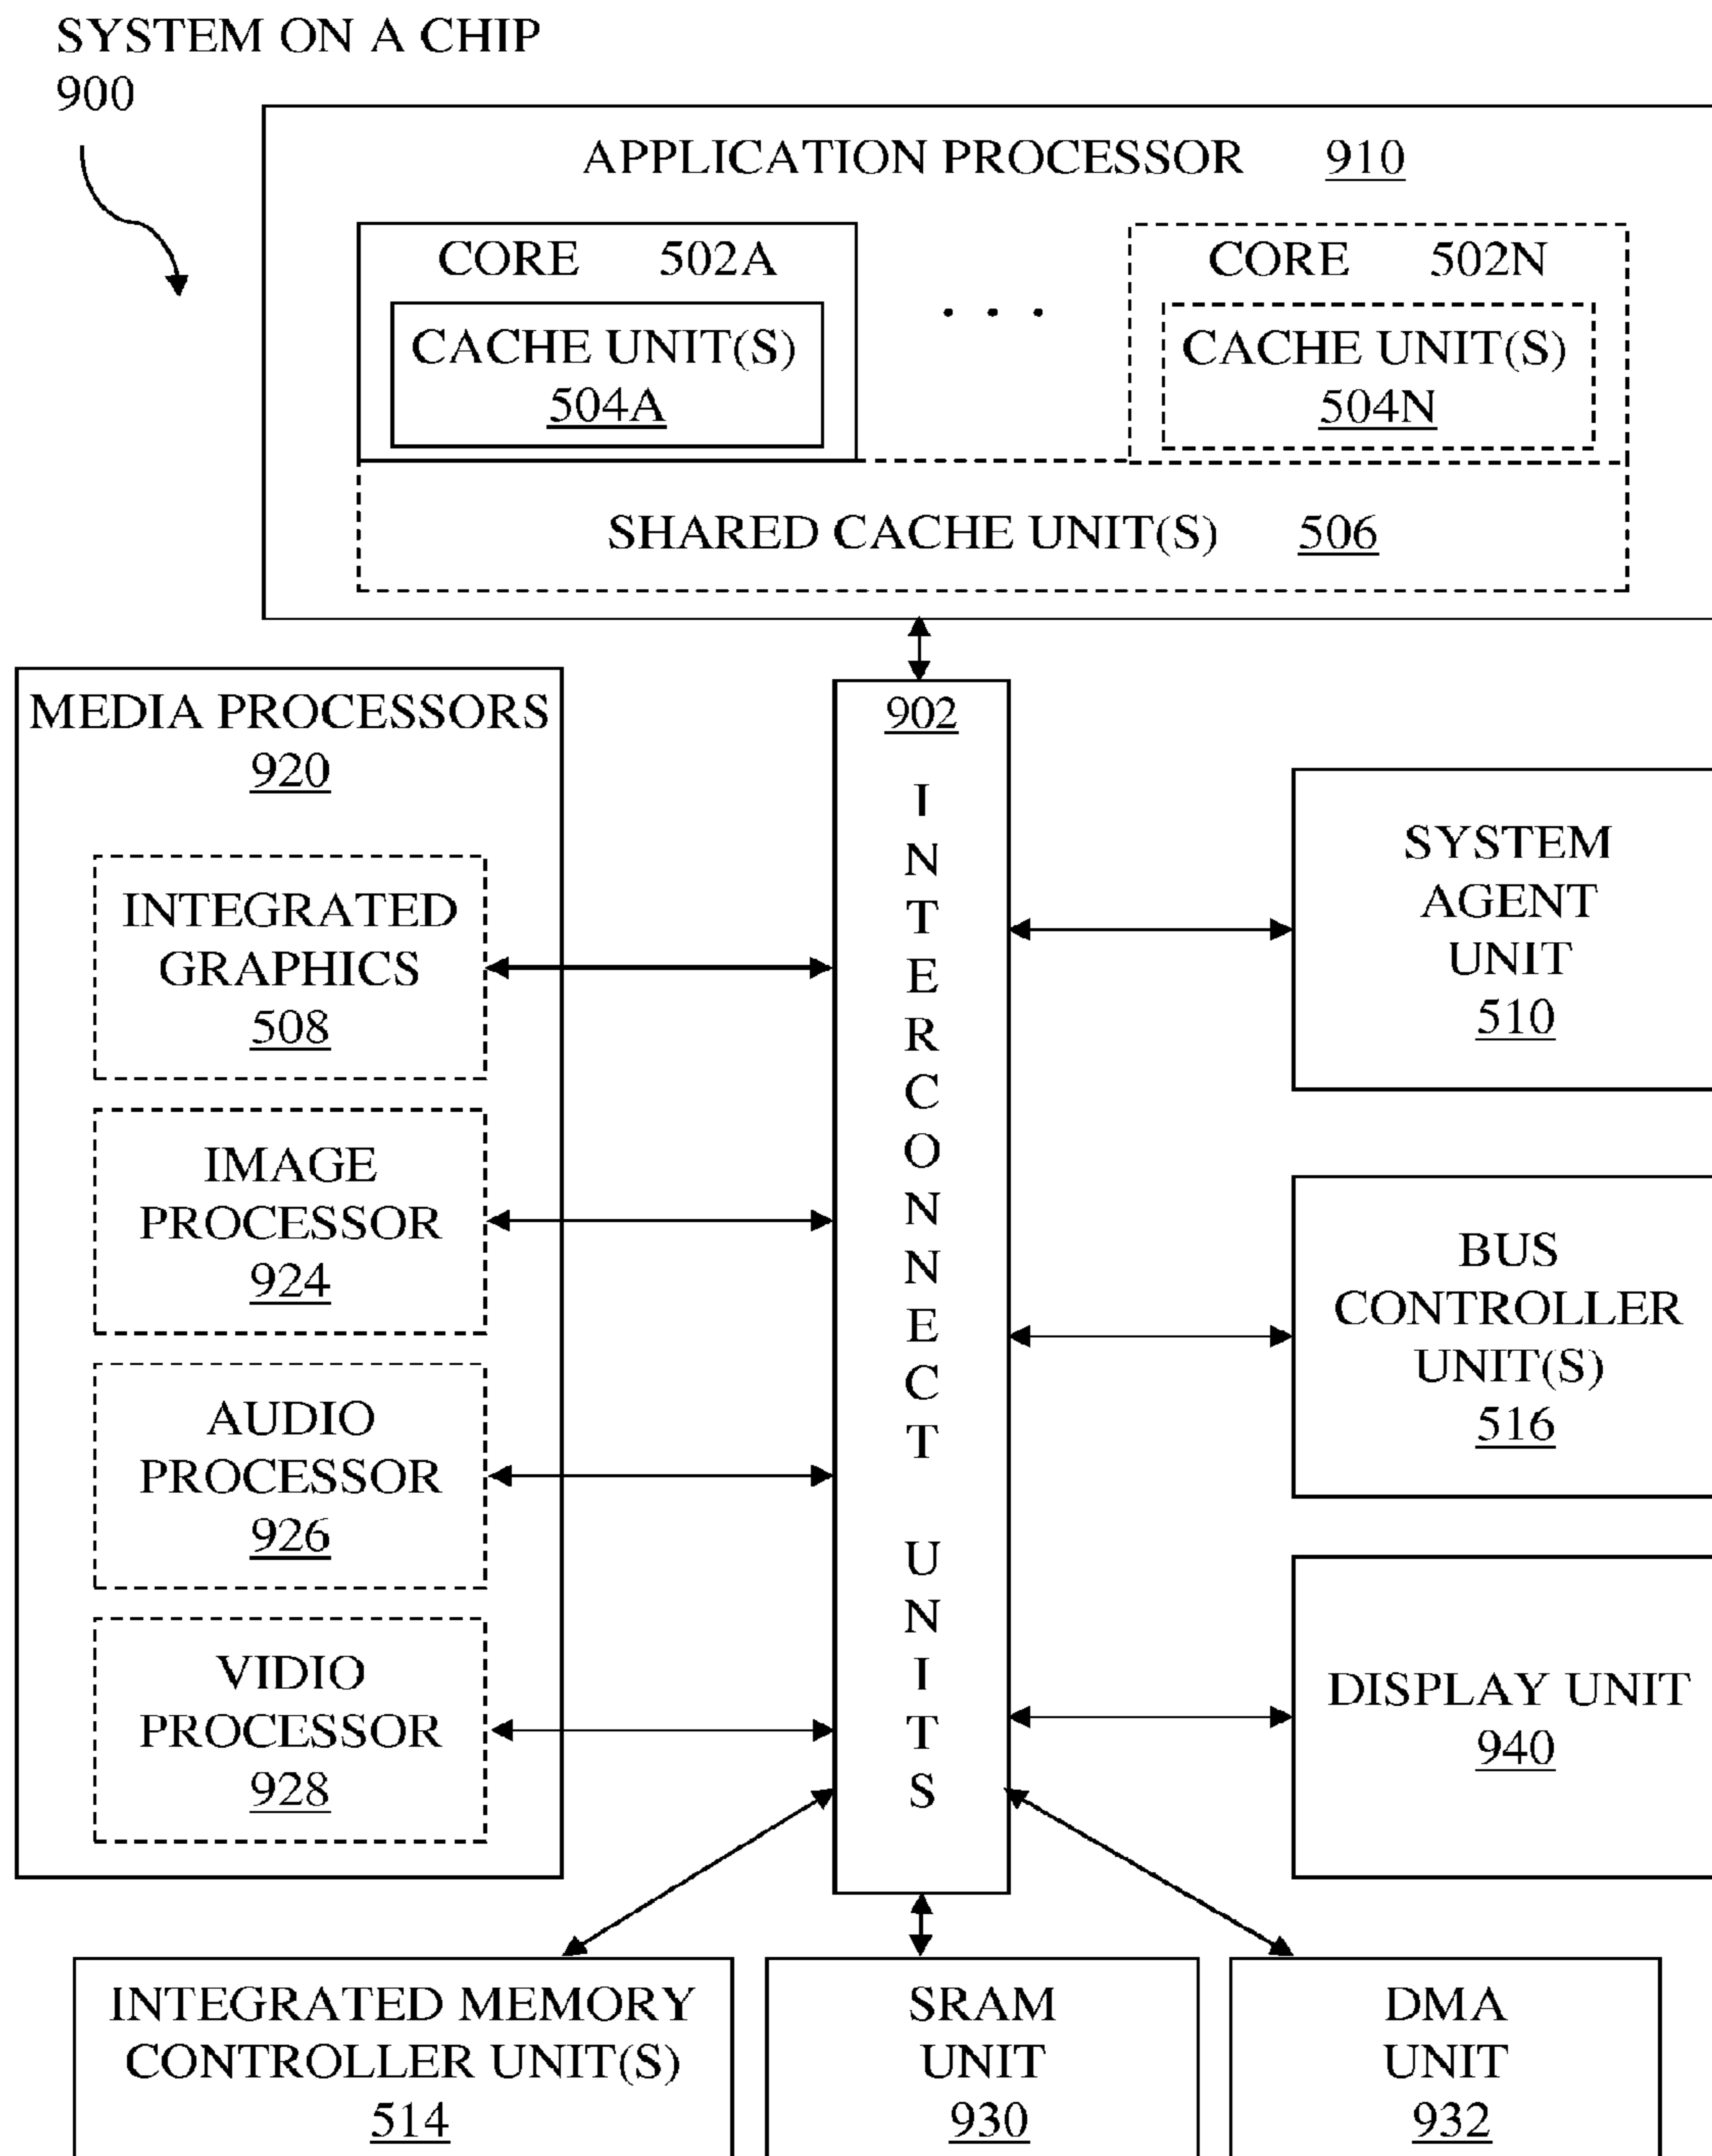 SYSTEM ON A CHIP
900
APPLICATION PROCESSOR 910
CORE 502A
CACHE UNIT(S)
504A
. . .
CORE 502N
CACHE UNIT(S)
504N
SHARED CACHE UNIT(S) 506
MEDIA PROCESSORS
920
INTEGRATED
GRAPHICS
508
IMAGE
PROCESSOR
924
AUDIO
PROCESSOR
926
VIDIO
PROCESSOR
928
902
INTERCONNECT UNITS
SYSTEM
AGENT
UNIT
510
BUS
CONTROLLER
UNIT(S)
516
DISPLAY UNIT
940
INTEGRATED MEMORY
CONTROLLER UNIT(S)
514
SRAM
UNIT
930
DMA
UNIT
932